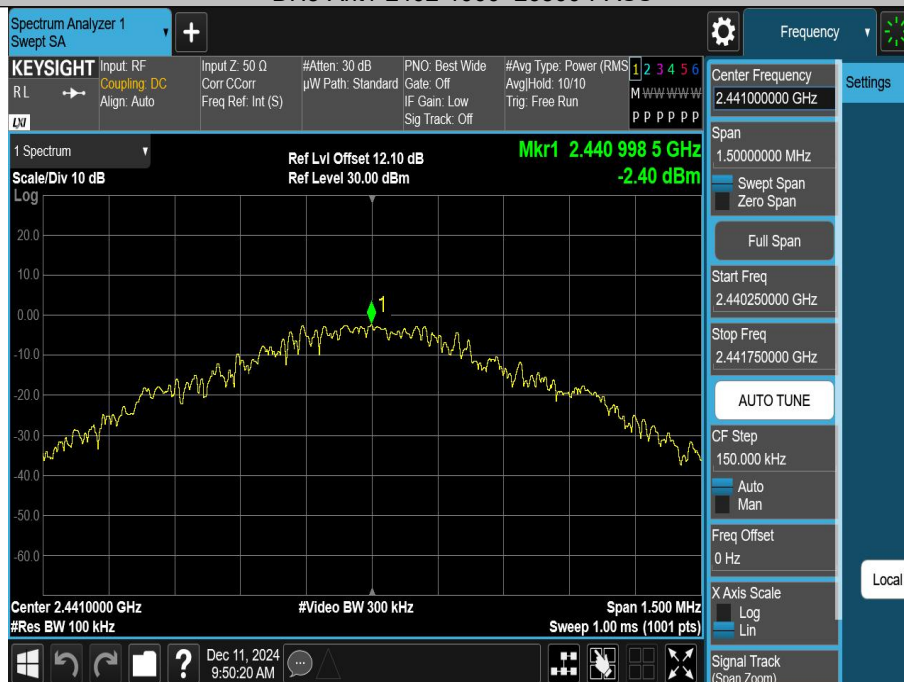 Spectrum Analyzer 1
Swept SA
+
Frequency
KEYSIGHT
RL
LXI
Input: RF
Coupling: DC
Align: Auto
Input Z: 50 Ω
Corr CCorr
Freq Ref: Int (S)
#Atten: 30 dB
µW Path: Standard
PNO: Best Wide
Gate: Off
IF Gain: Low
Sig Track: Off
#Avg Type: Power (RMS
Avg|Hold: 10/10
Trig: Free Run
1 2 3 4 5 6
M W W W W W
P P P P P P
1 Spectrum
Scale/Div 10 dB
Ref Lvl Offset 12.10 dB
Ref Level 30.00 dBm
Mkr1 2.440 998 5 GHz
-2.40 dBm
Log
20.0
10.0
0.00
-10.0
-20.0
-30.0
-40.0
-50.0
-60.0
1
Center 2.4410000 GHz
#Res BW 100 kHz
#Video BW 300 kHz
Span 1.500 MHz
Sweep 1.00 ms (1001 pts)
Center Frequency
2.441000000 GHz
Settings
Span
1.50000000 MHz
Swept Span
Zero Span
Full Span
Start Freq
2.440250000 GHz
Stop Freq
2.441750000 GHz
AUTO TUNE
CF Step
150.000 kHz
Auto
Man
Freq Offset
0 Hz
Local
X Axis Scale
Log
Lin
Signal Track
(Span Zoom)
?
Dec 11, 2024
9:50:20 AM